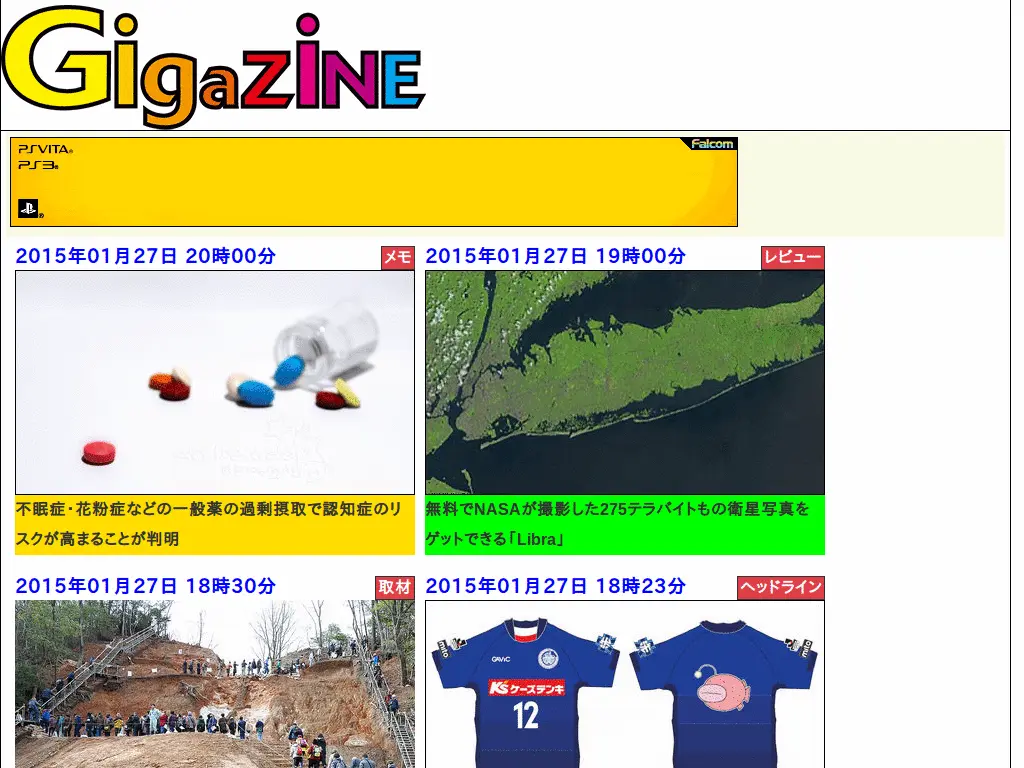 GigaZiNE
PSVITA
PS3
Falcom
2015年01月27日 20時00分
メモ
不眠症・花粉症などの一般薬の過剰摂取で認知症のリ
スクが高まることが判明
2015年01月27日 19時00分
レビュー
無料でNASAが撮影した275テラバイトもの衛星写真を
ゲットできる「Libra」
2015年01月27日 18時30分
取材
2015年01月27日 18時23分
ヘッドライン
mito
GAViC
K's ケーズデンキ
12
mito